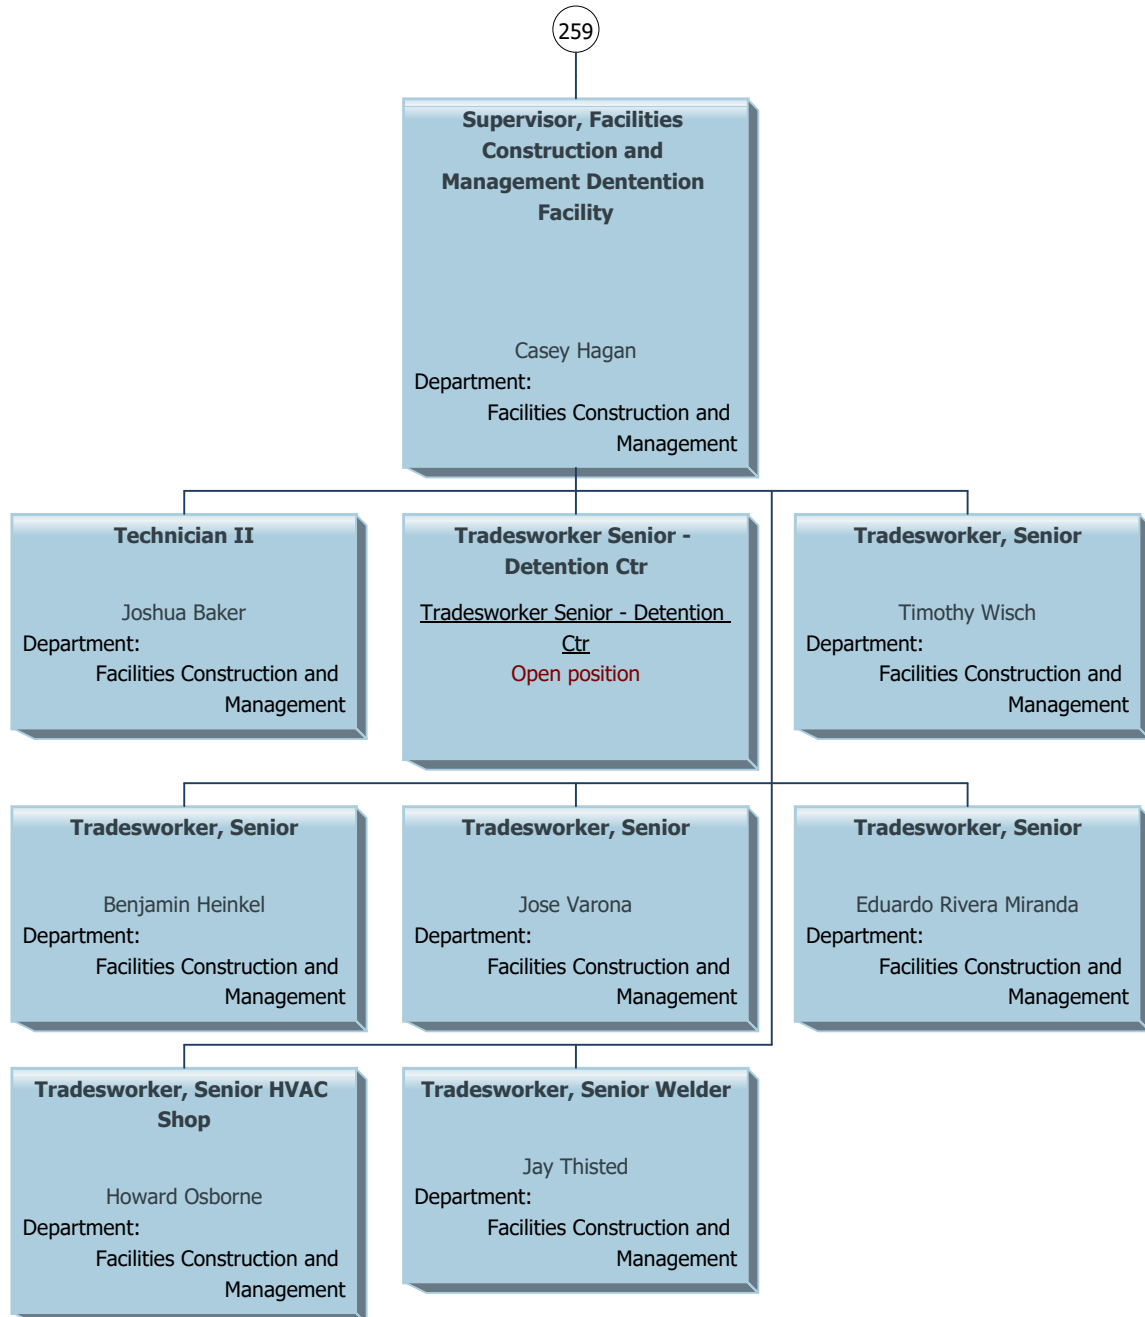 259
Supervisor, Facilities
Construction and
Management Dentention
Facility
Casey Hagan
Department:
Facilities Construction and
Management
Technician II
Joshua Baker
Department:
Facilities Construction and
Management
Tradesworker Senior -
Detention Ctr
Tradesworker Senior - Detention
Ctr
Open position
Tradesworker, Senior
Timothy Wisch
Department:
Facilities Construction and
Management
Tradesworker, Senior
Benjamin Heinkel
Department:
Facilities Construction and
Management
Tradesworker, Senior
Jose Varona
Department:
Facilities Construction and
Management
Tradesworker, Senior
Eduardo Rivera Miranda
Department:
Facilities Construction and
Management
Tradesworker, Senior HVAC
Shop
Howard Osborne
Department:
Facilities Construction and
Management
Tradesworker, Senior Welder
Jay Thisted
Department:
Facilities Construction and
Management